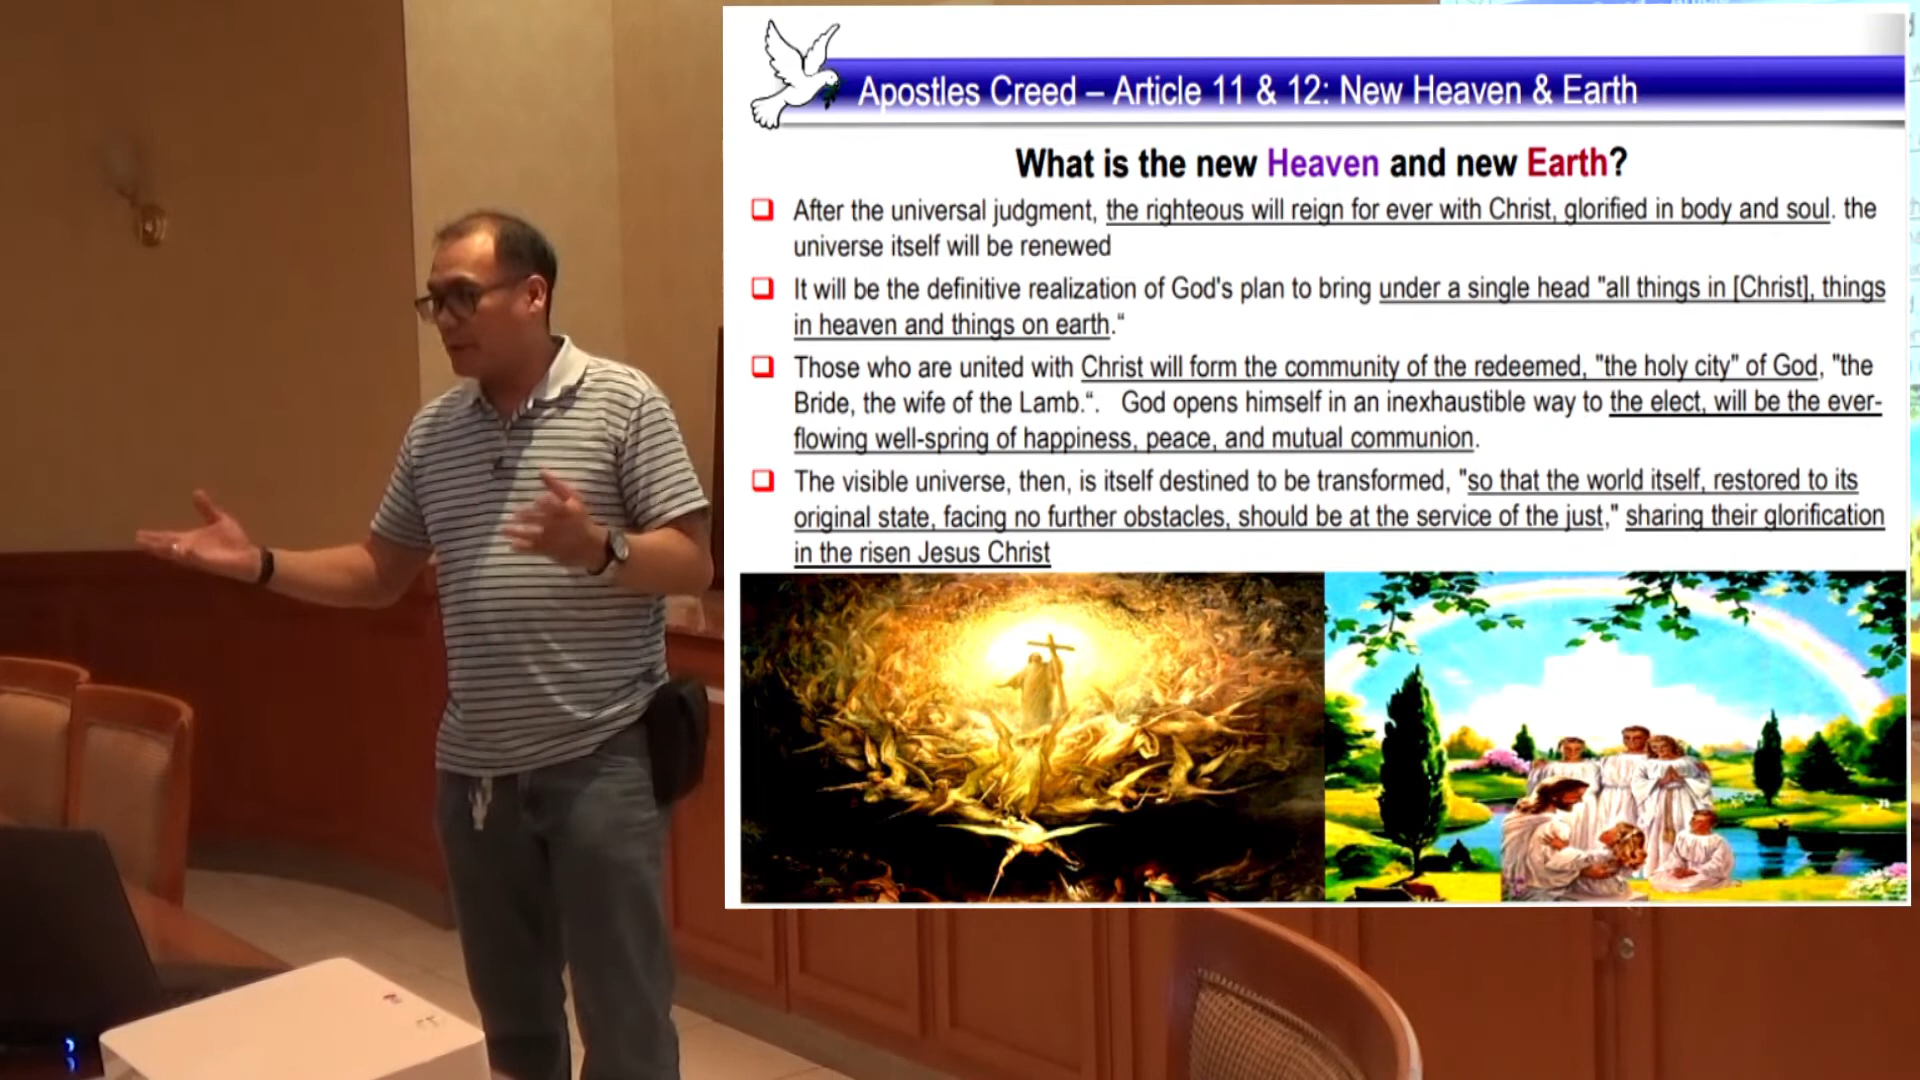 Apostles Creed – Article 11 & 12: New Heaven & Earth
What is the new Heaven and new Earth?
After the universal judgment, the righteous will reign for ever with Christ, glorified in body and soul. the
universe itself will be renewed
It will be the definitive realization of God's plan to bring under a single head "all things in [Christ], things
in heaven and things on earth.“
Those who are united with Christ will form the community of the redeemed, "the holy city" of God, "the
Bride, the wife of the Lamb.“.   God opens himself in an inexhaustible way to the elect, will be the ever-
flowing well-spring of happiness, peace, and mutual communion.
The visible universe, then, is itself destined to be transformed, "so that the world itself, restored to its
original state, facing no further obstacles, should be at the service of the just," sharing their glorification
in the risen Jesus Christ